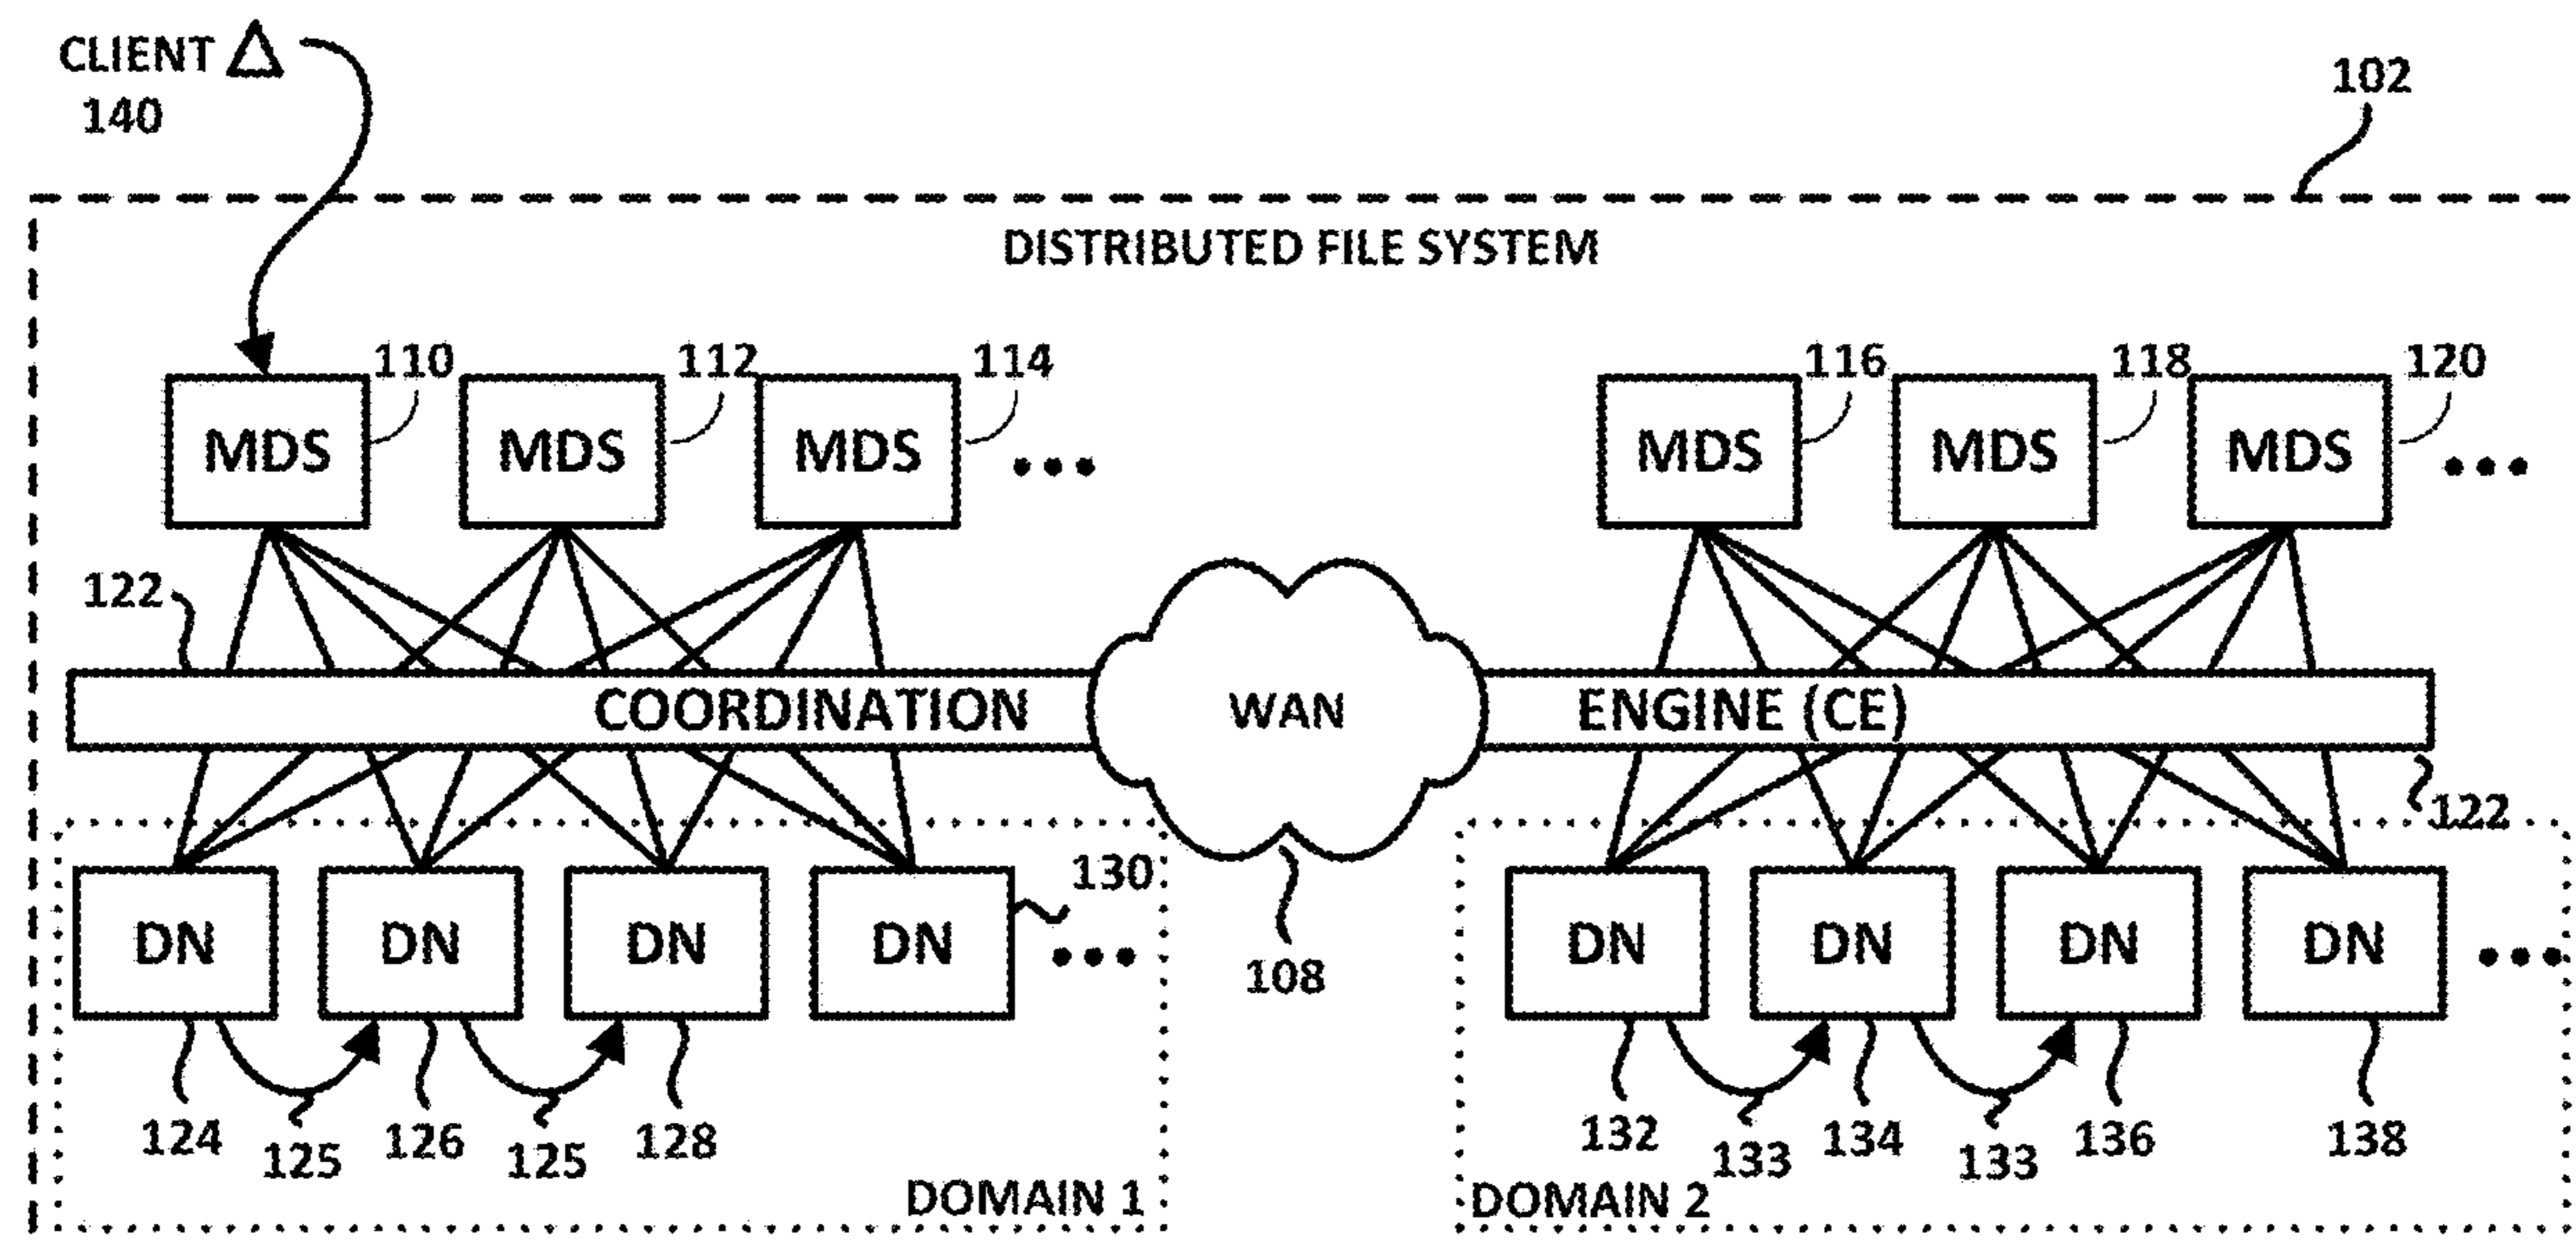 CLIENT
140
102
DISTRIBUTED FILE SYSTEM
110 112 114 116 118 120
MDS MDS MDS ... MDS MDS MDS ...
122
COORDINATION WAN ENGINE (CE)
122
130
DN DN DN DN ... DN DN DN DN ...
108
124 125 126 125 128 132 133 134 133 136 138
DOMAIN 1 DOMAIN 2